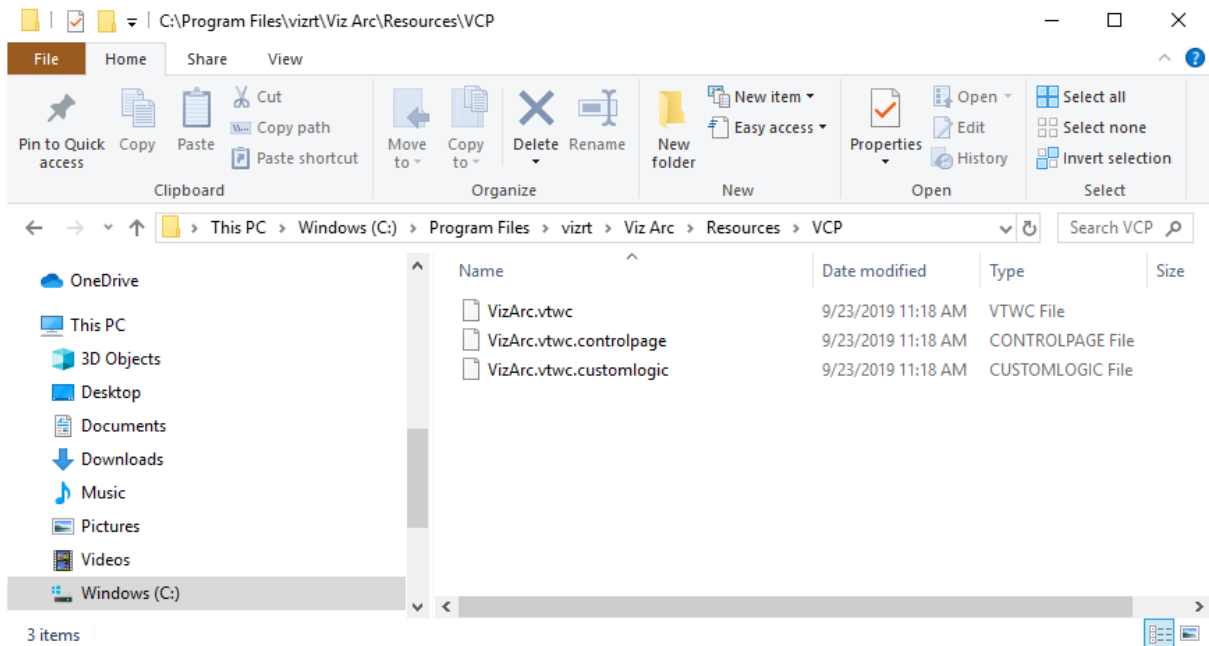 C:\Program Files\vizrt\Viz Arc\Resources\VCP
File Home Share View
Pin to Quick access
Copy
Paste
Cut
Copy path
Paste shortcut
Move to
Copy to
Delete
Rename
New folder
New item
Easy access
Properties
Open
Edit
History
Select all
Select none
Invert selection
Clipboard Organize New Open Select
This PC > Windows (C:) > Program Files > vizrt > Viz Arc > Resources > VCP
Search VCP
OneDrive
This PC
3D Objects
Desktop
Documents
Downloads
Music
Pictures
Videos
Windows (C:)
Name Date modified Type Size
VizArc.vtwc 9/23/2019 11:18 AM VTWC File
VizArc.vtwc.controlpage 9/23/2019 11:18 AM CONTROLPAGE File
VizArc.vtwc.customlogic 9/23/2019 11:18 AM CUSTOMLOGIC File
3 items